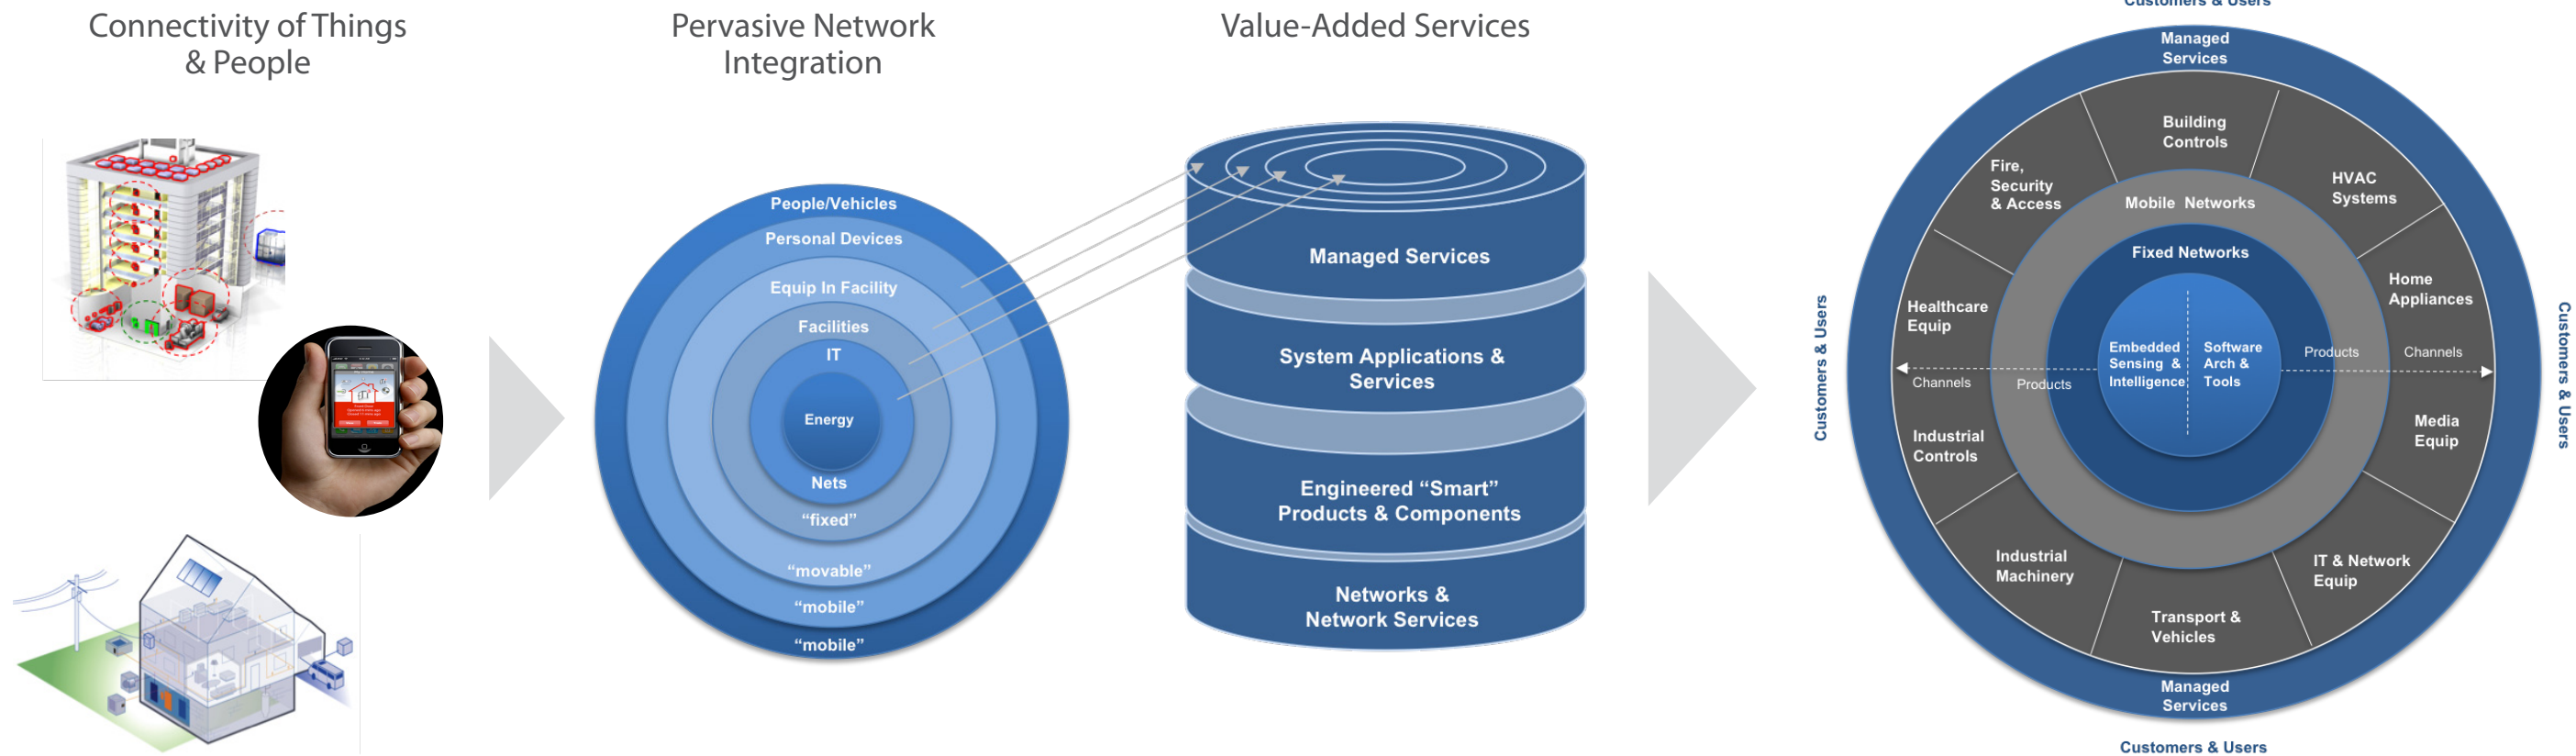 Connectivity of Things
& People
Pervasive Network
Integration
People/Vehicles
Personal Devices
Equip In Facility
Facilities
IT
Energy
Nets
“fixed”
“movable”
“mobile”
“mobile”
Value-Added Services
Managed Services
System Applications &
Services
Engineered “Smart”
Products & Components
Networks &
Network Services
Customers & Users
Managed
Services
Building
Controls
Fire,
Security
& Access
HVAC
Systems
Mobile Networks
Fixed Networks
Healthcare
Equip
Home
Appliances
Customers & Users
Customers & Users
Embedded
Sensing &
Intelligence
Software
Arch &
Tools
Products
Channels
Channels
Products
Industrial
Controls
Media
Equip
Industrial
Machinery
IT & Network
Equip
Transport &
Vehicles
Managed
Services
Customers & Users